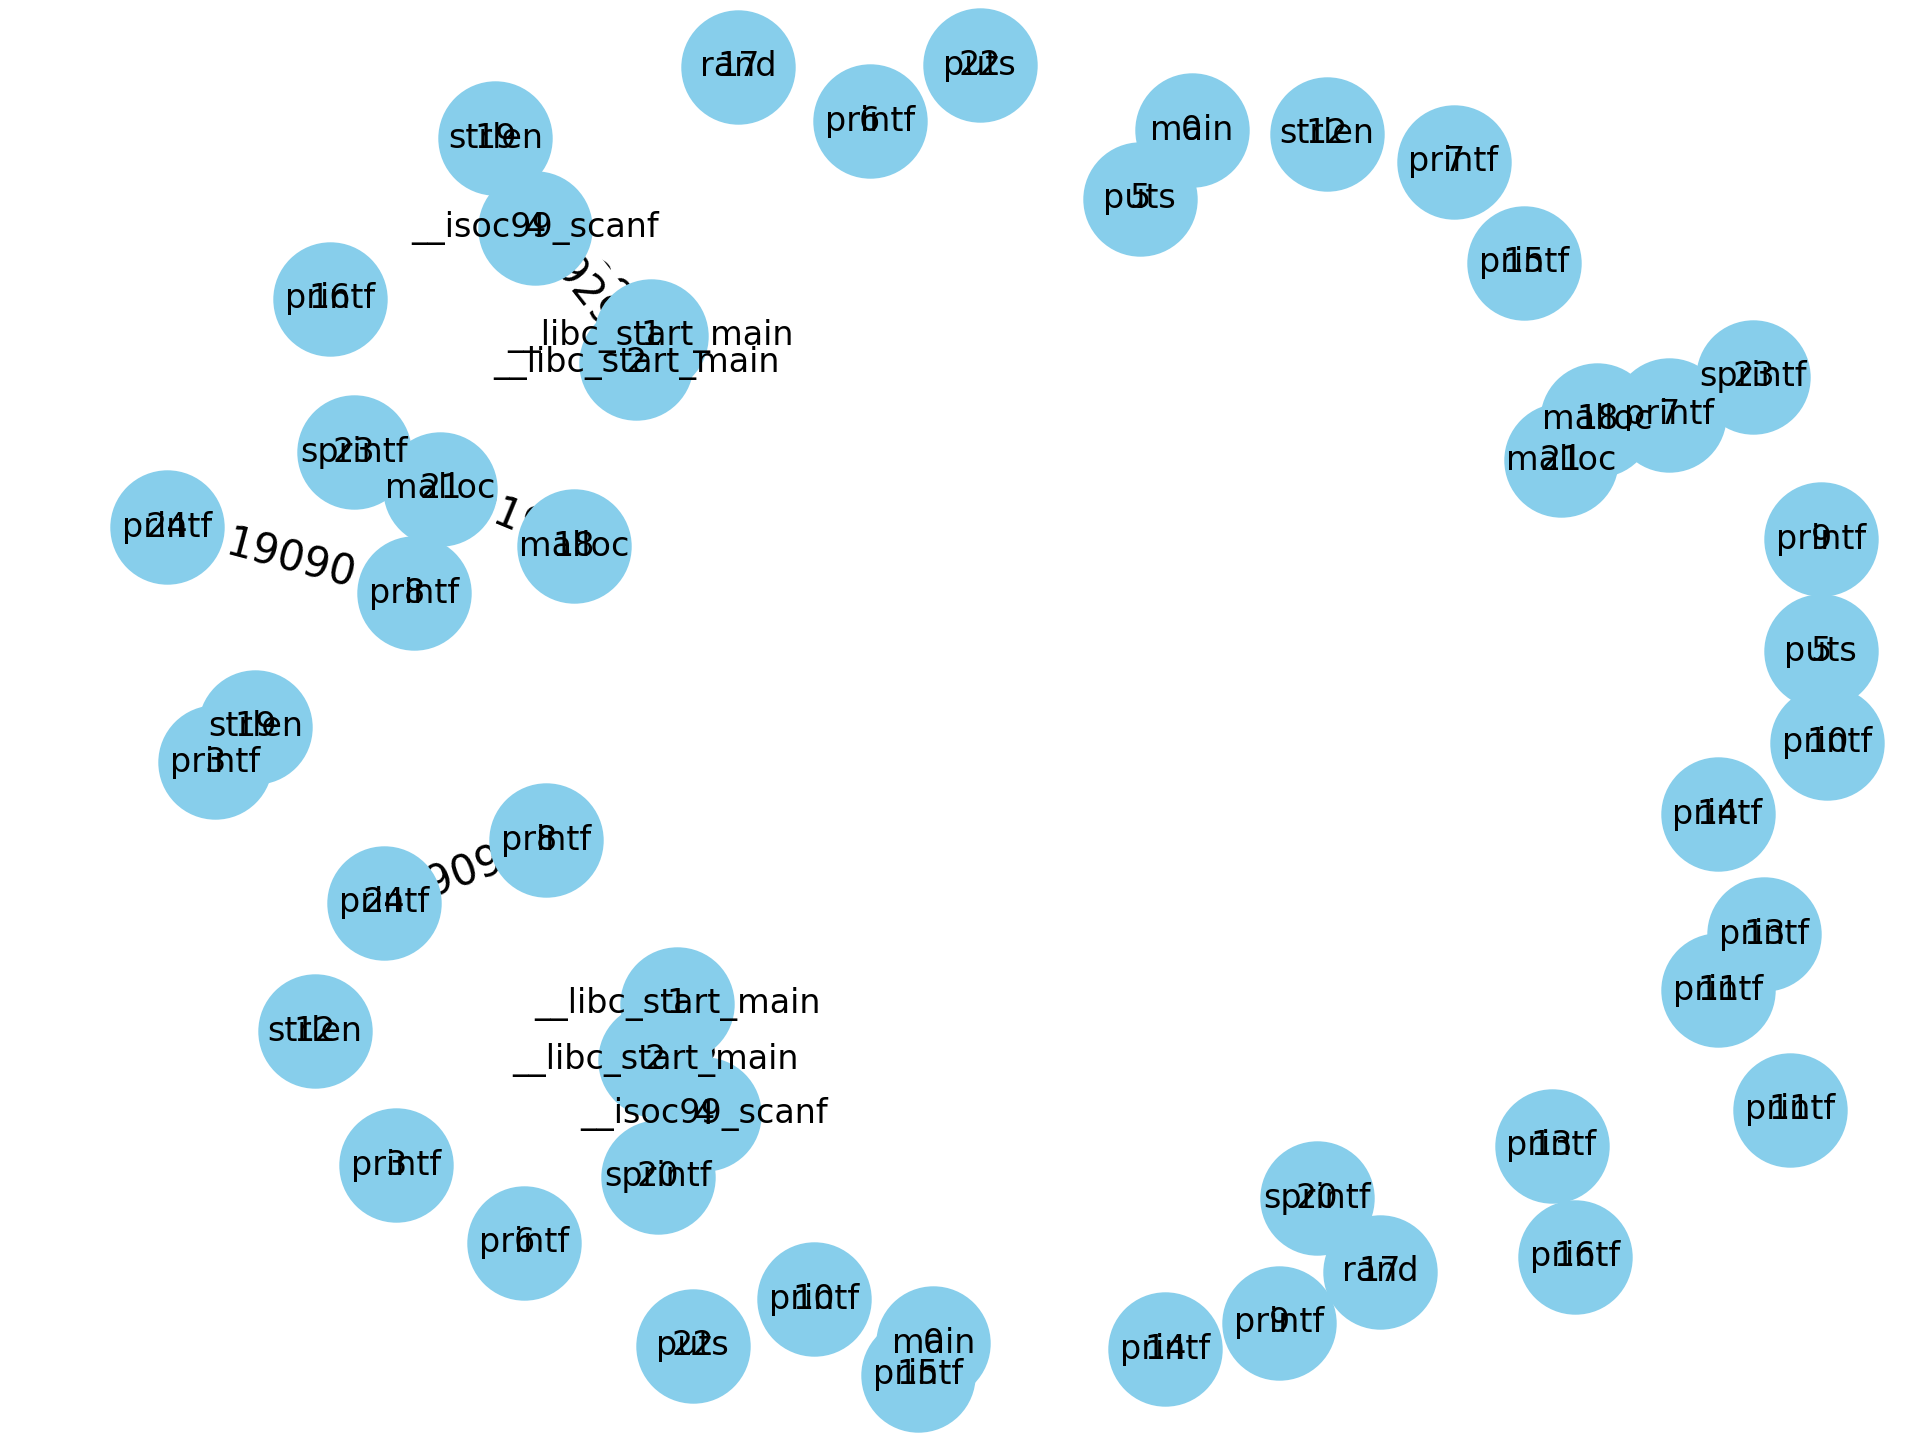 rand 17
puts 22
printf 6
strlen 19
main 0
strlen 12
printf 7
puts 5
__isoc99_scanf 4
printf 15
printf 16
__libc_start_main 1
__libc_start_main 2
sprintf 23
malloc 18
printf 7
malloc 21
sprintf 23
malloc 21
printf 24
19090
malloc 18
printf 8
printf 9
puts 5
strlen 19
printf 3
printf 10
printf 14
printf 8
printf 24
printf 13
printf 11
__libc_start_main 1
strlen 12
__libc_start_main 2
__isoc99_scanf 4
printf 11
printf 3
sprintf 20
printf 13
sprintf 20
printf 6
rand 17
printf 16
printf 10
printf 9
puts 22
main 0
printf 15
printf 14